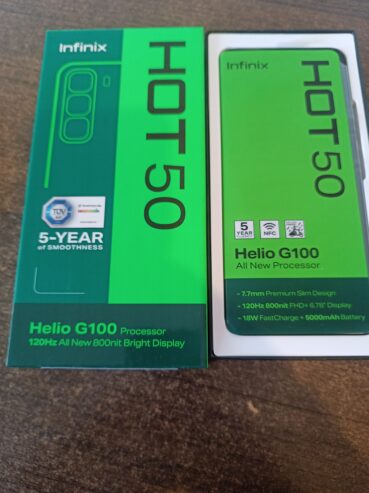 Infinix
HOT 50
TÜV
5-YEAR
of SMOOTHNESS
Helio G100 Processor
120Hz All New 800nit Bright Display
Infinix
HOT 50
5
YEAR
NFC
Helio G100
All New Processor
- 7.7mm Premium Slim Design
- 120Hz 800nit FHD+ 6.78" Display
- 18W FastCharge + 5000mAh Battery